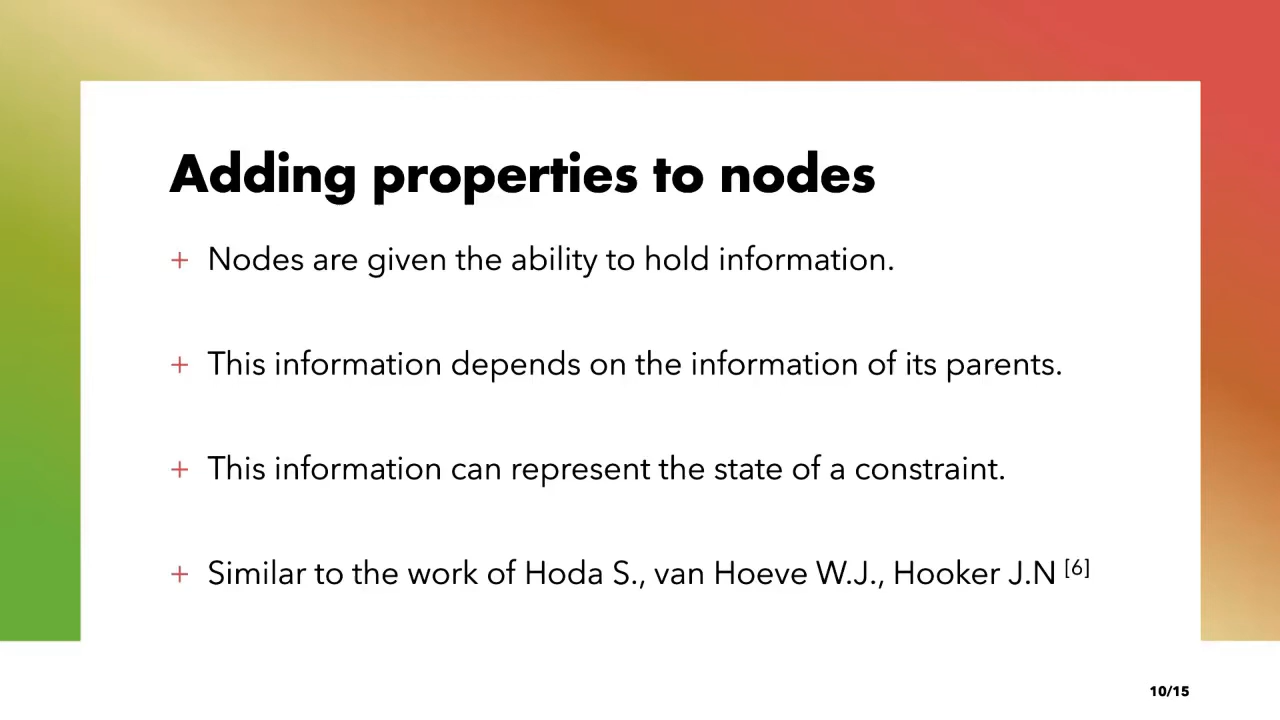 Adding properties to nodes
+ Nodes are given the ability to hold information.
+ This information depends on the information of its parents.
+ This information can represent the state of a constraint.
+ Similar to the work of Hoda S., van Hoeve W.J., Hooker J.N [6]
10/15